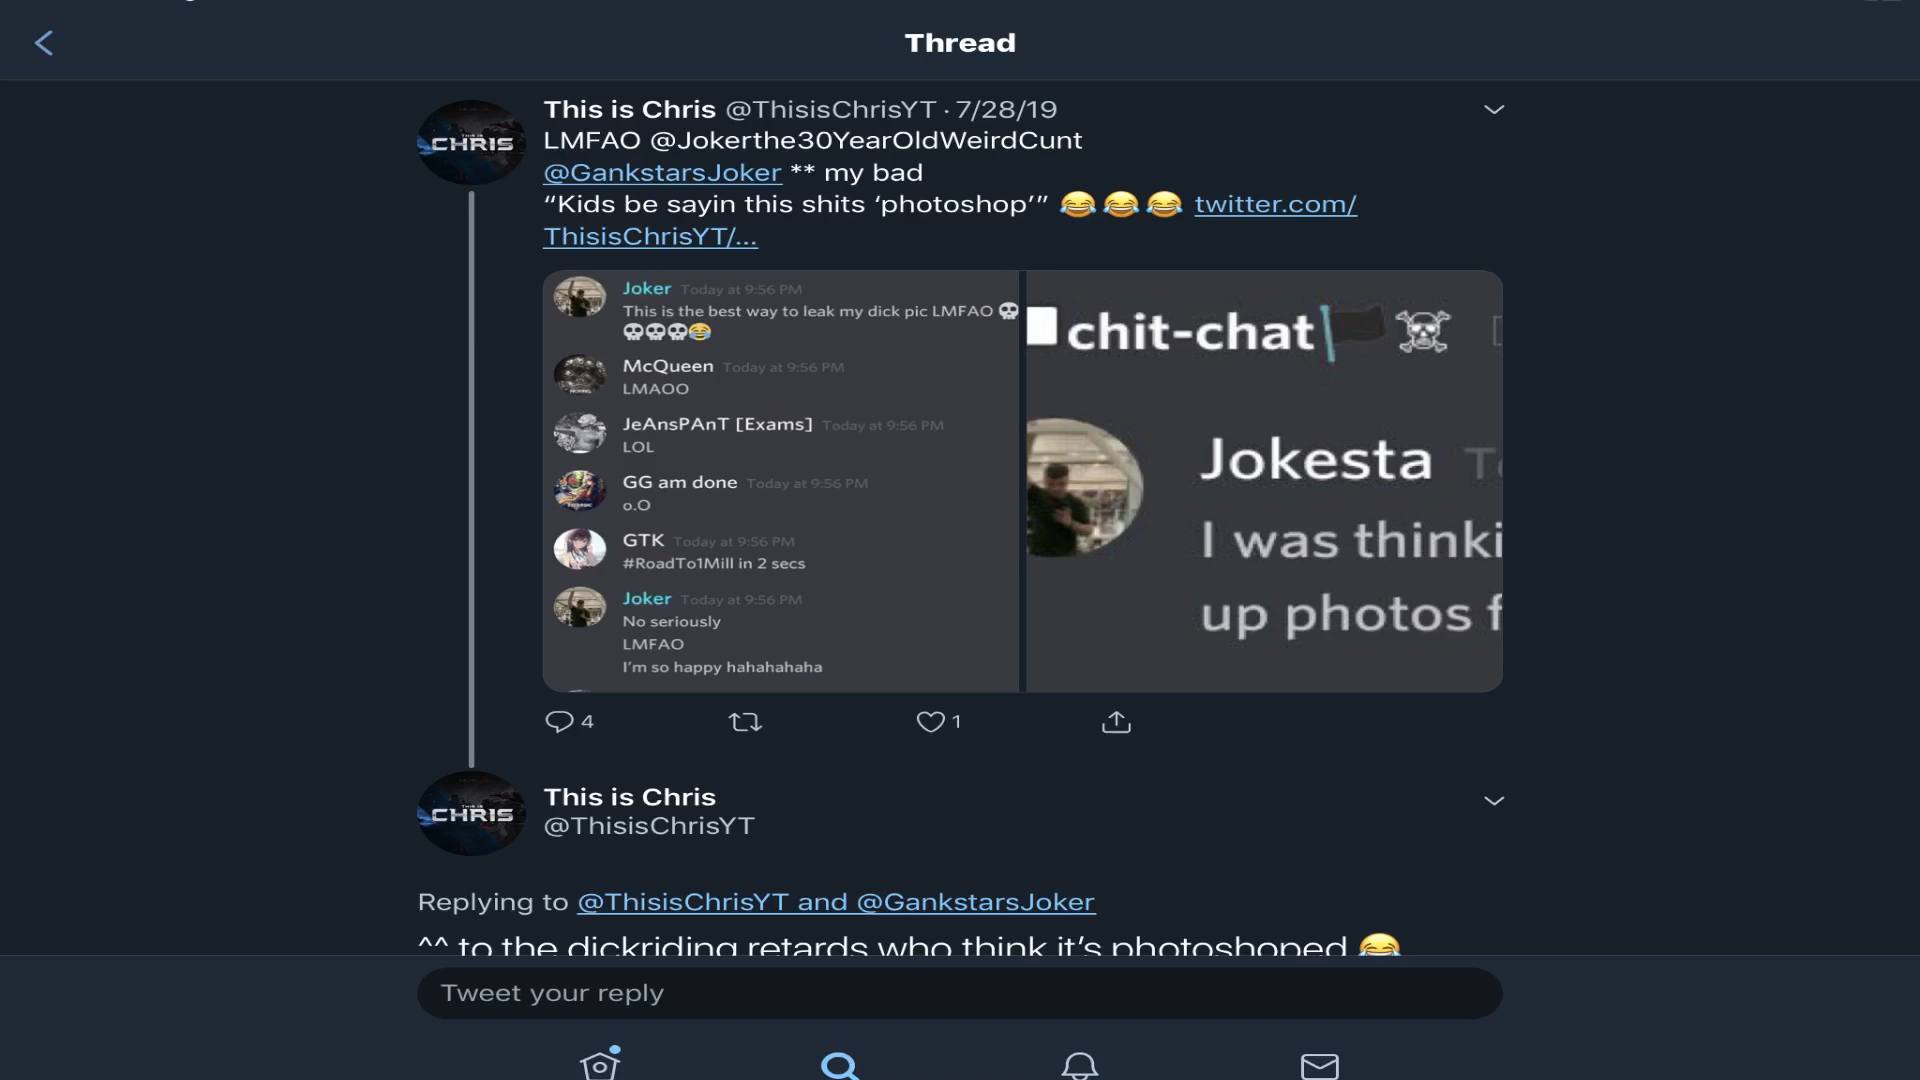 Thread
This is Chris @ThisisChrisYT · 7/28/19
LMFAO @Jokerthe30YearOldWeirdCunt
@GankstarsJoker ** my bad
“Kids be sayin this shits ‘photoshop’” 😂😂😂 twitter.com/
ThisisChrisYT/...
CHRIS
Joker Today at 9:56 PM
This is the best way to leak my dick pic LMFAO 💀
💀💀💀😂
McQueen Today at 9:56 PM
LMAOO
JeAnsPAnT [Exams] Today at 9:56 PM
LOL
GG am done Today at 9:56 PM
o.O
GTK Today at 9:56 PM
#RoadTo1Mill in 2 secs
Joker Today at 9:56 PM
No seriously
LMFAO
I’m so happy hahahahaha
chit-chat🏴☠
Jokesta
I was thinki
up photos f
4
1
This is Chris
@ThisisChrisYT
CHRIS
Replying to @ThisisChrisYT and @GankstarsJoker
^^ to the dickriding retards who think it’s photoshoped 😂
Tweet your reply